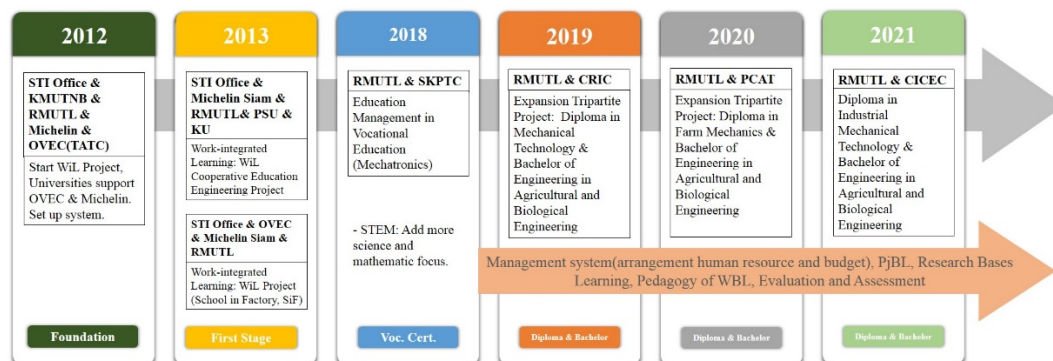 2012
STI Office &
KMUTNB &
RMUTL &
Michelin &
OVEC(TATC)
Start WiL Project,
Universities support
OVEC & Michelin.
Set up system.
Foundation
2013
STI Office &
Michelin Siam &
RMUTL& PSU &
KU
Work-integrated
Learning: WiL
Cooperative Education
Engineering Project
STI Office & OVEC
& Michelin Siam &
RMUTL
Work-integrated
Learning: WiL Project
(School in Factory, SiF)
First Stage
2018
RMUTL & SKPTC
Education
Management in
Vocational
Education
(Mechatronics)
- STEM: Add more
science and
mathematic focus.
Voc. Cert.
2019
RMUTL & CRIC
Expansion Tripartite
Project: Diploma in
Mechanical
Technology &
Bachelor of
Engineering in
Agricultural and
Biological
Engineering
Diploma & Bachelor
2020
RMUTL & PCAT
Expansion Tripartite
Project: Diploma in
Farm Mechanics &
Bachelor of
Engineering in
Agricultural and
Biological
Engineering
Diploma & Bachelor
2021
RMUTL & CICEC
Diploma in
Industrial
Mechanical
Technology &
Bachelor of
Engineering in
Agricultural and
Biological
Engineering
Diploma & Bachelor
Management system(arrangement human resource and budget), PjBL, Research Bases
Learning, Pedagogy of WBL, Evaluation and Assessment